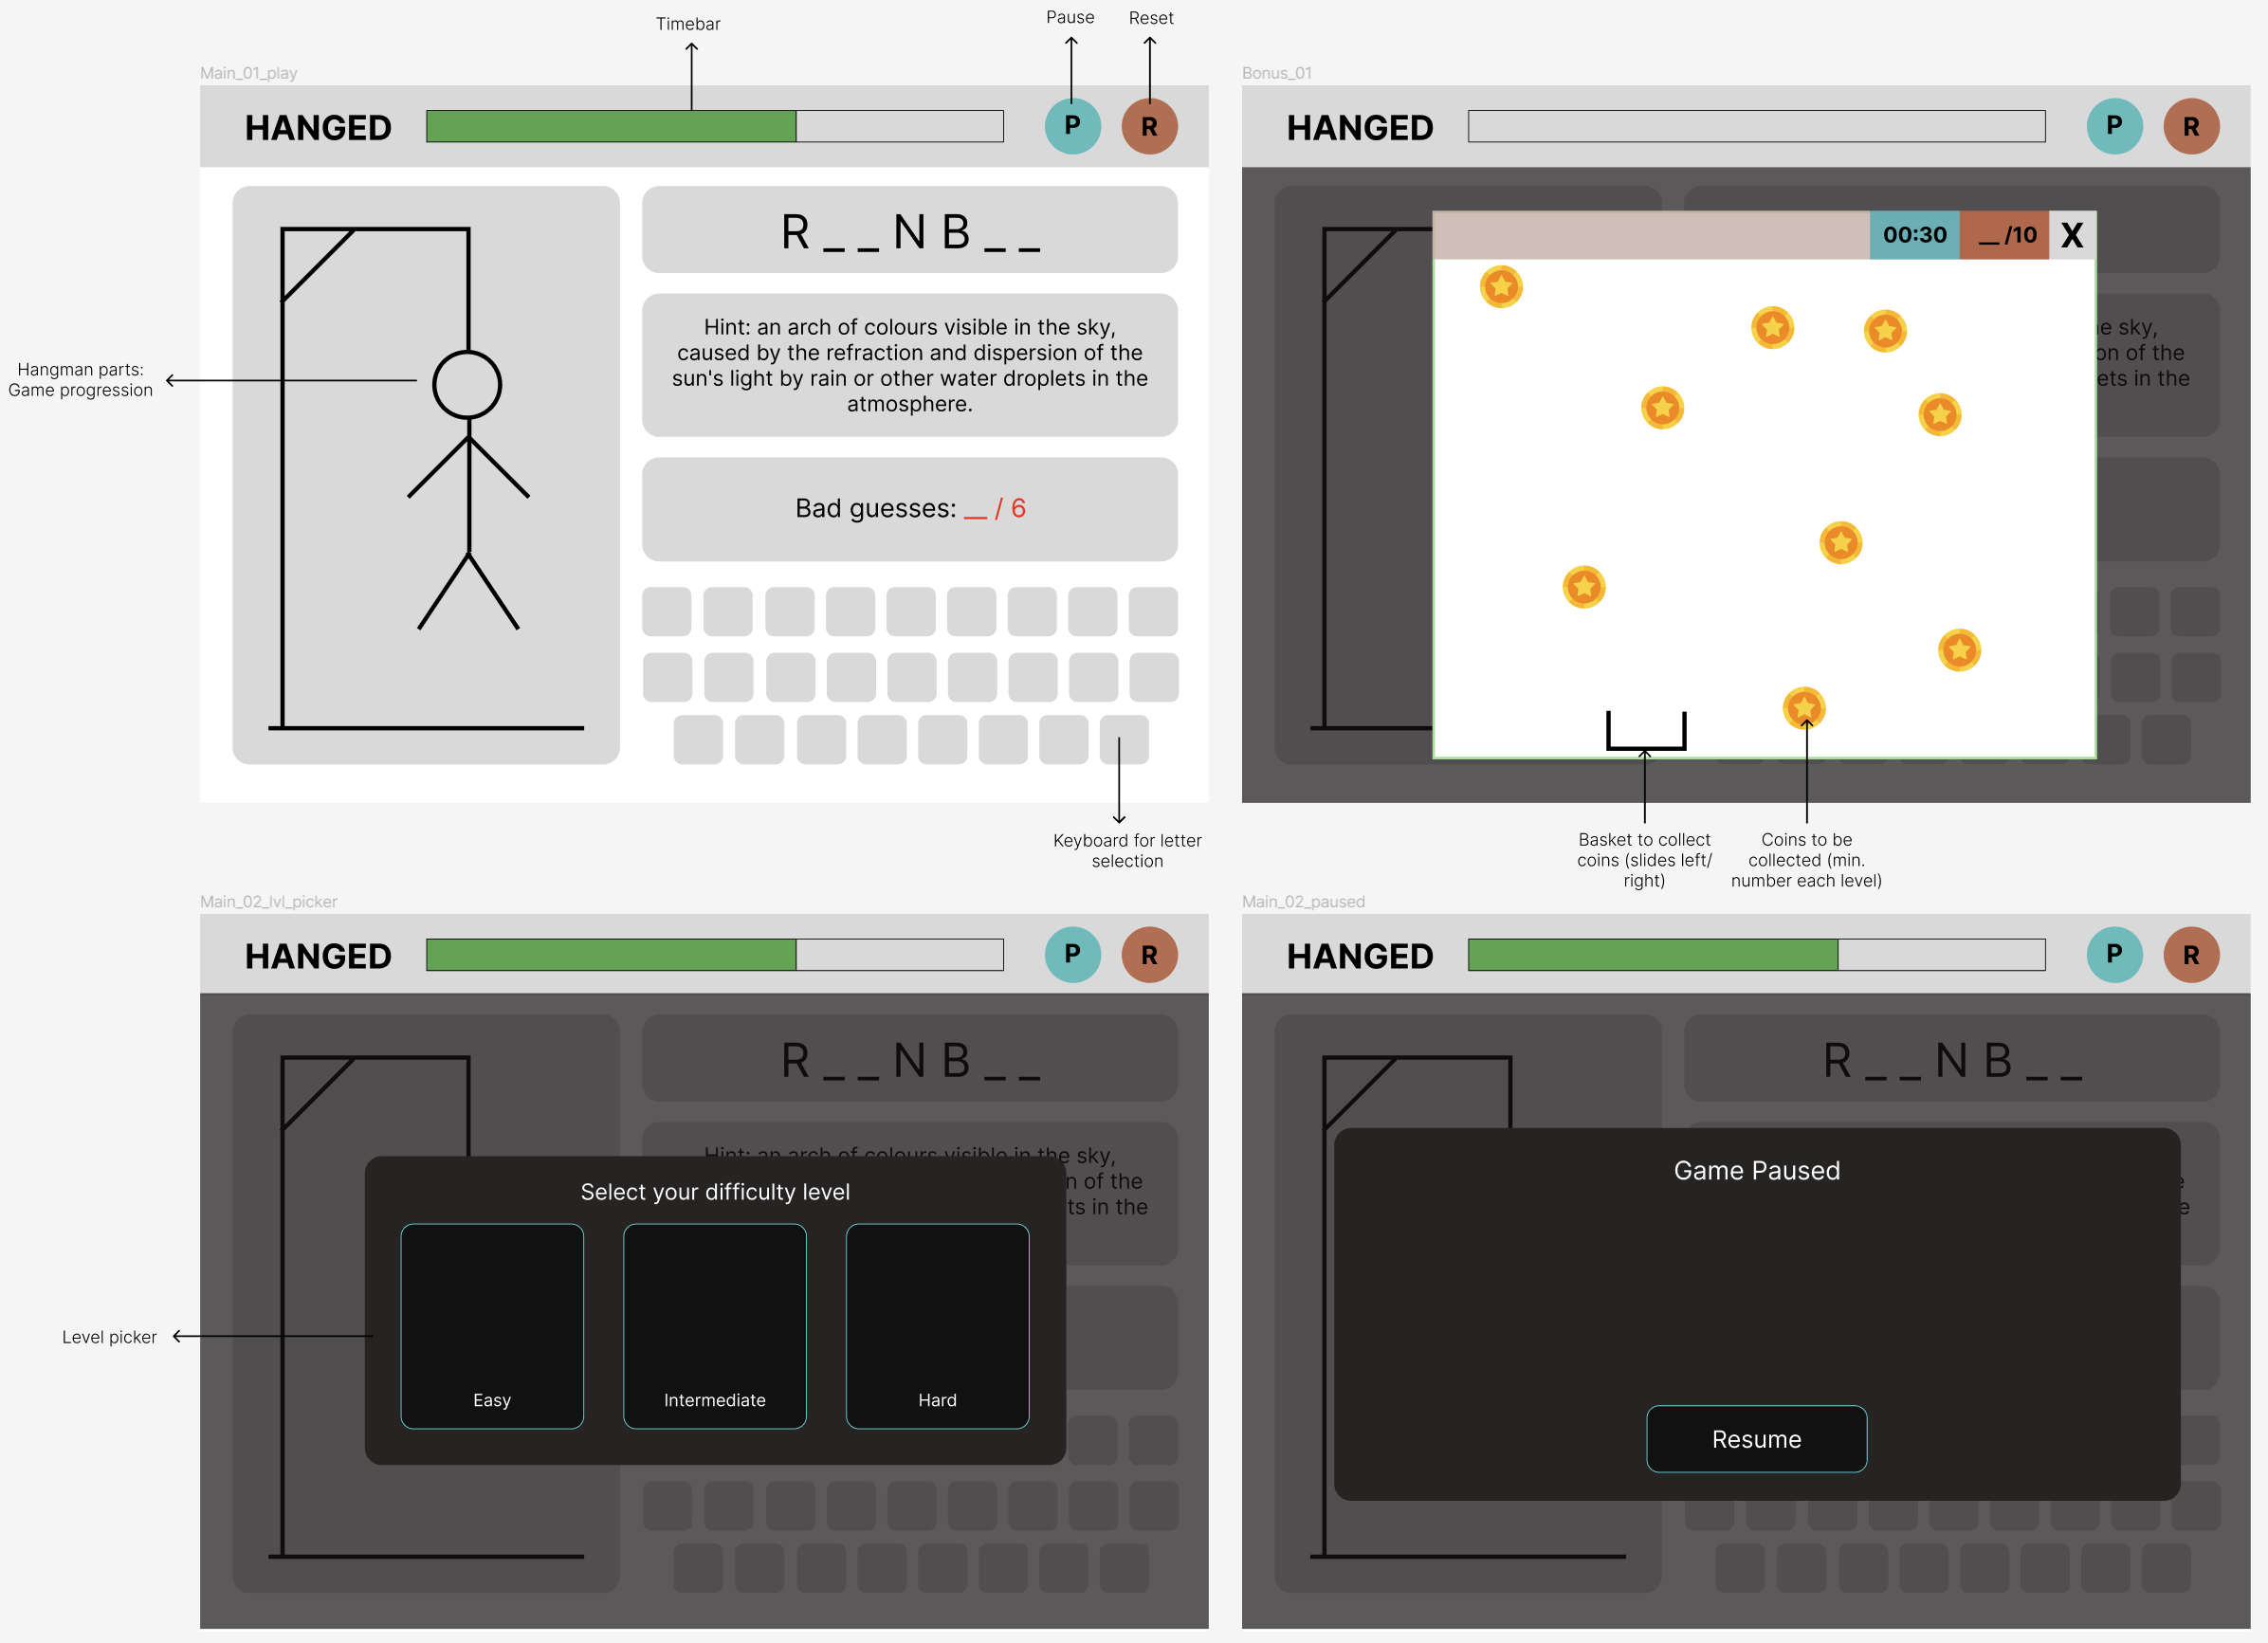 Timebar
Pause
Reset
Main_01_play
HANGED
P
R
R _ _ N B _ _
Hint: an arch of colours visible in the sky,
caused by the refraction and dispersion of the
sun's light by rain or other water droplets in the
atmosphere.
Bad guesses: __ / 6
Hangman parts:
Game progression
Keyboard for letter
selection
Bonus_01
HANGED
P
R
00:30
__ /10
X
e sky,
on of the
ets in the
Basket to collect
coins (slides left/
right)
Coins to be
collected (min.
number each level)
Main_02_lvl_picker
HANGED
P
R
R _ _ N B _ _
Hint: an arch of colours visible in the sky,
n of the
ts in the
Select your difficulty level
Easy
Intermediate
Hard
Level picker
Main_02_paused
HANGED
P
R
R _ _ N B _ _
e
e
Game Paused
Resume